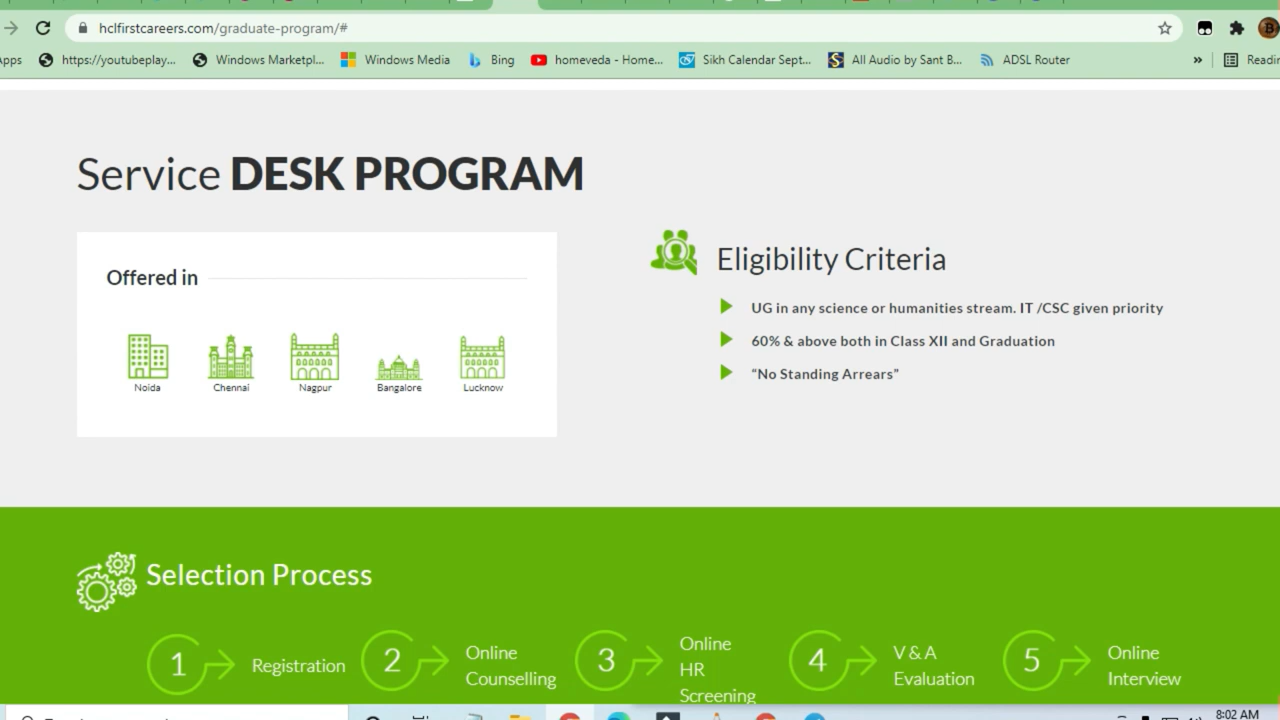 hclfirstcareers.com/graduate-program/#
https://youtubeplay... Windows Marketpl... Windows Media Bing homeveda - Home... Sikh Calendar Sept... All Audio by Sant B... ADSL Router »
Service DESK PROGRAM
Offered in
Noida Chennai Nagpur Bangalore Lucknow
Eligibility Criteria
UG in any science or humanities stream. IT /CSC given priority
60% & above both in Class XII and Graduation
“No Standing Arrears”
Selection Process
1 Registration
2 Online
Counselling
3 Online
HR
Screening
4 V & A
Evaluation
5 Online
Interview
8:02 AM